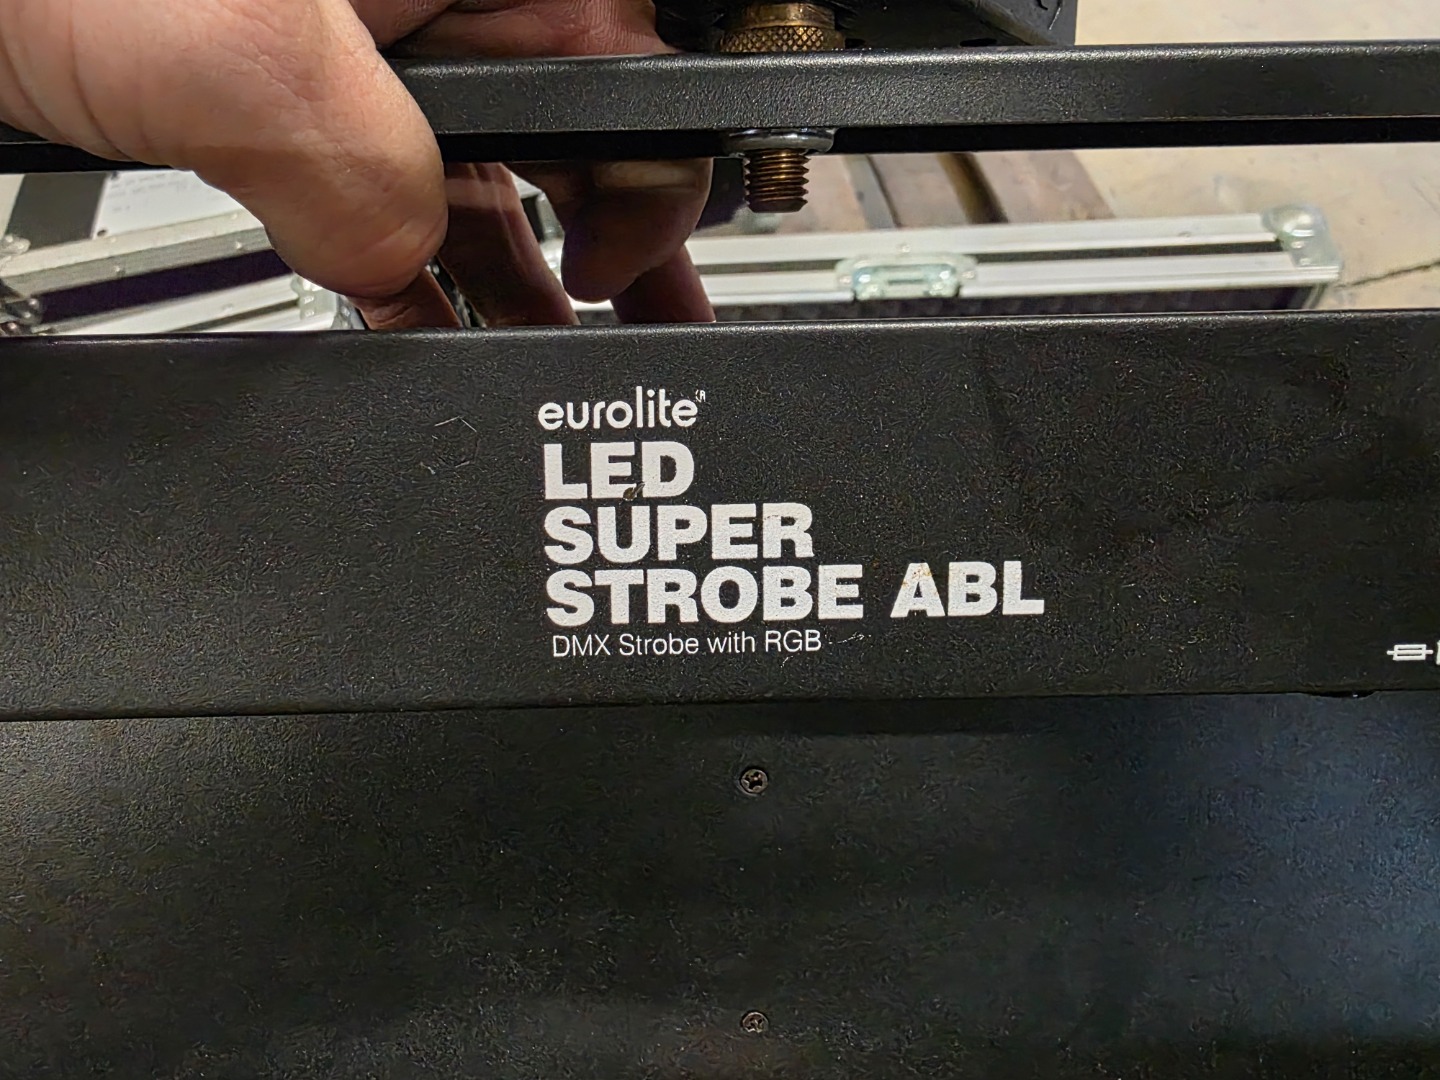 eurolite®
LED
SUPER
STROBE ABL
DMX Strobe with RGB